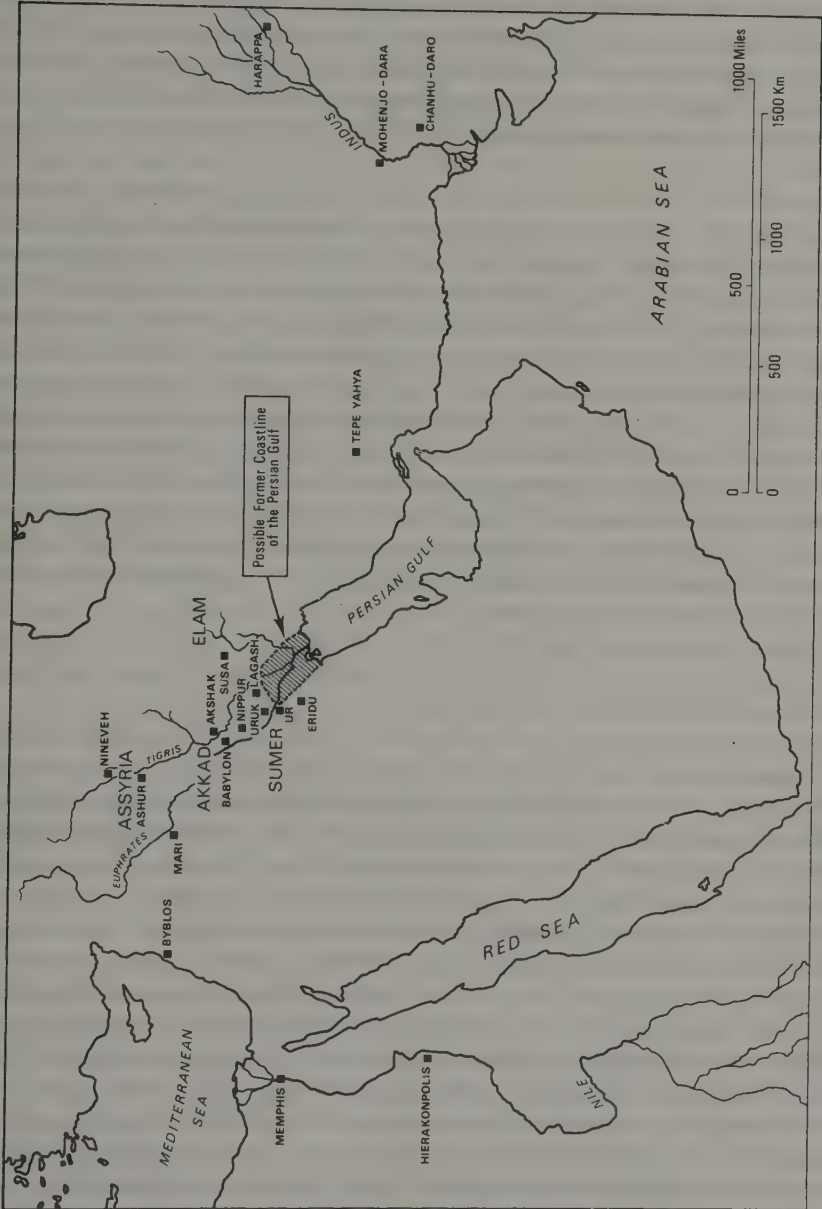 HARAPPA
INDUS
MOHENJO-DARA
CHANHU-DARO
TEPE YAHYA
ARABIAN SEA
0 500 1000 Miles
0 500 1000 1500 Km
Possible Former Coastline
of the Persian Gulf
PERSIAN GULF
ELAM
SUSA
LAGASH
AKSHAK
NIPPUR
URUK
UR
ERIDU
SUMER
AKKAD
BABYLON
NINEVEH
ASSYRIA
ASHUR
TIGRIS
EUPHRATES
MARI
BYBLOS
MEDITERRANEAN
SEA
MEMPHIS
HIERAKONPOLIS
NILE
RED SEA